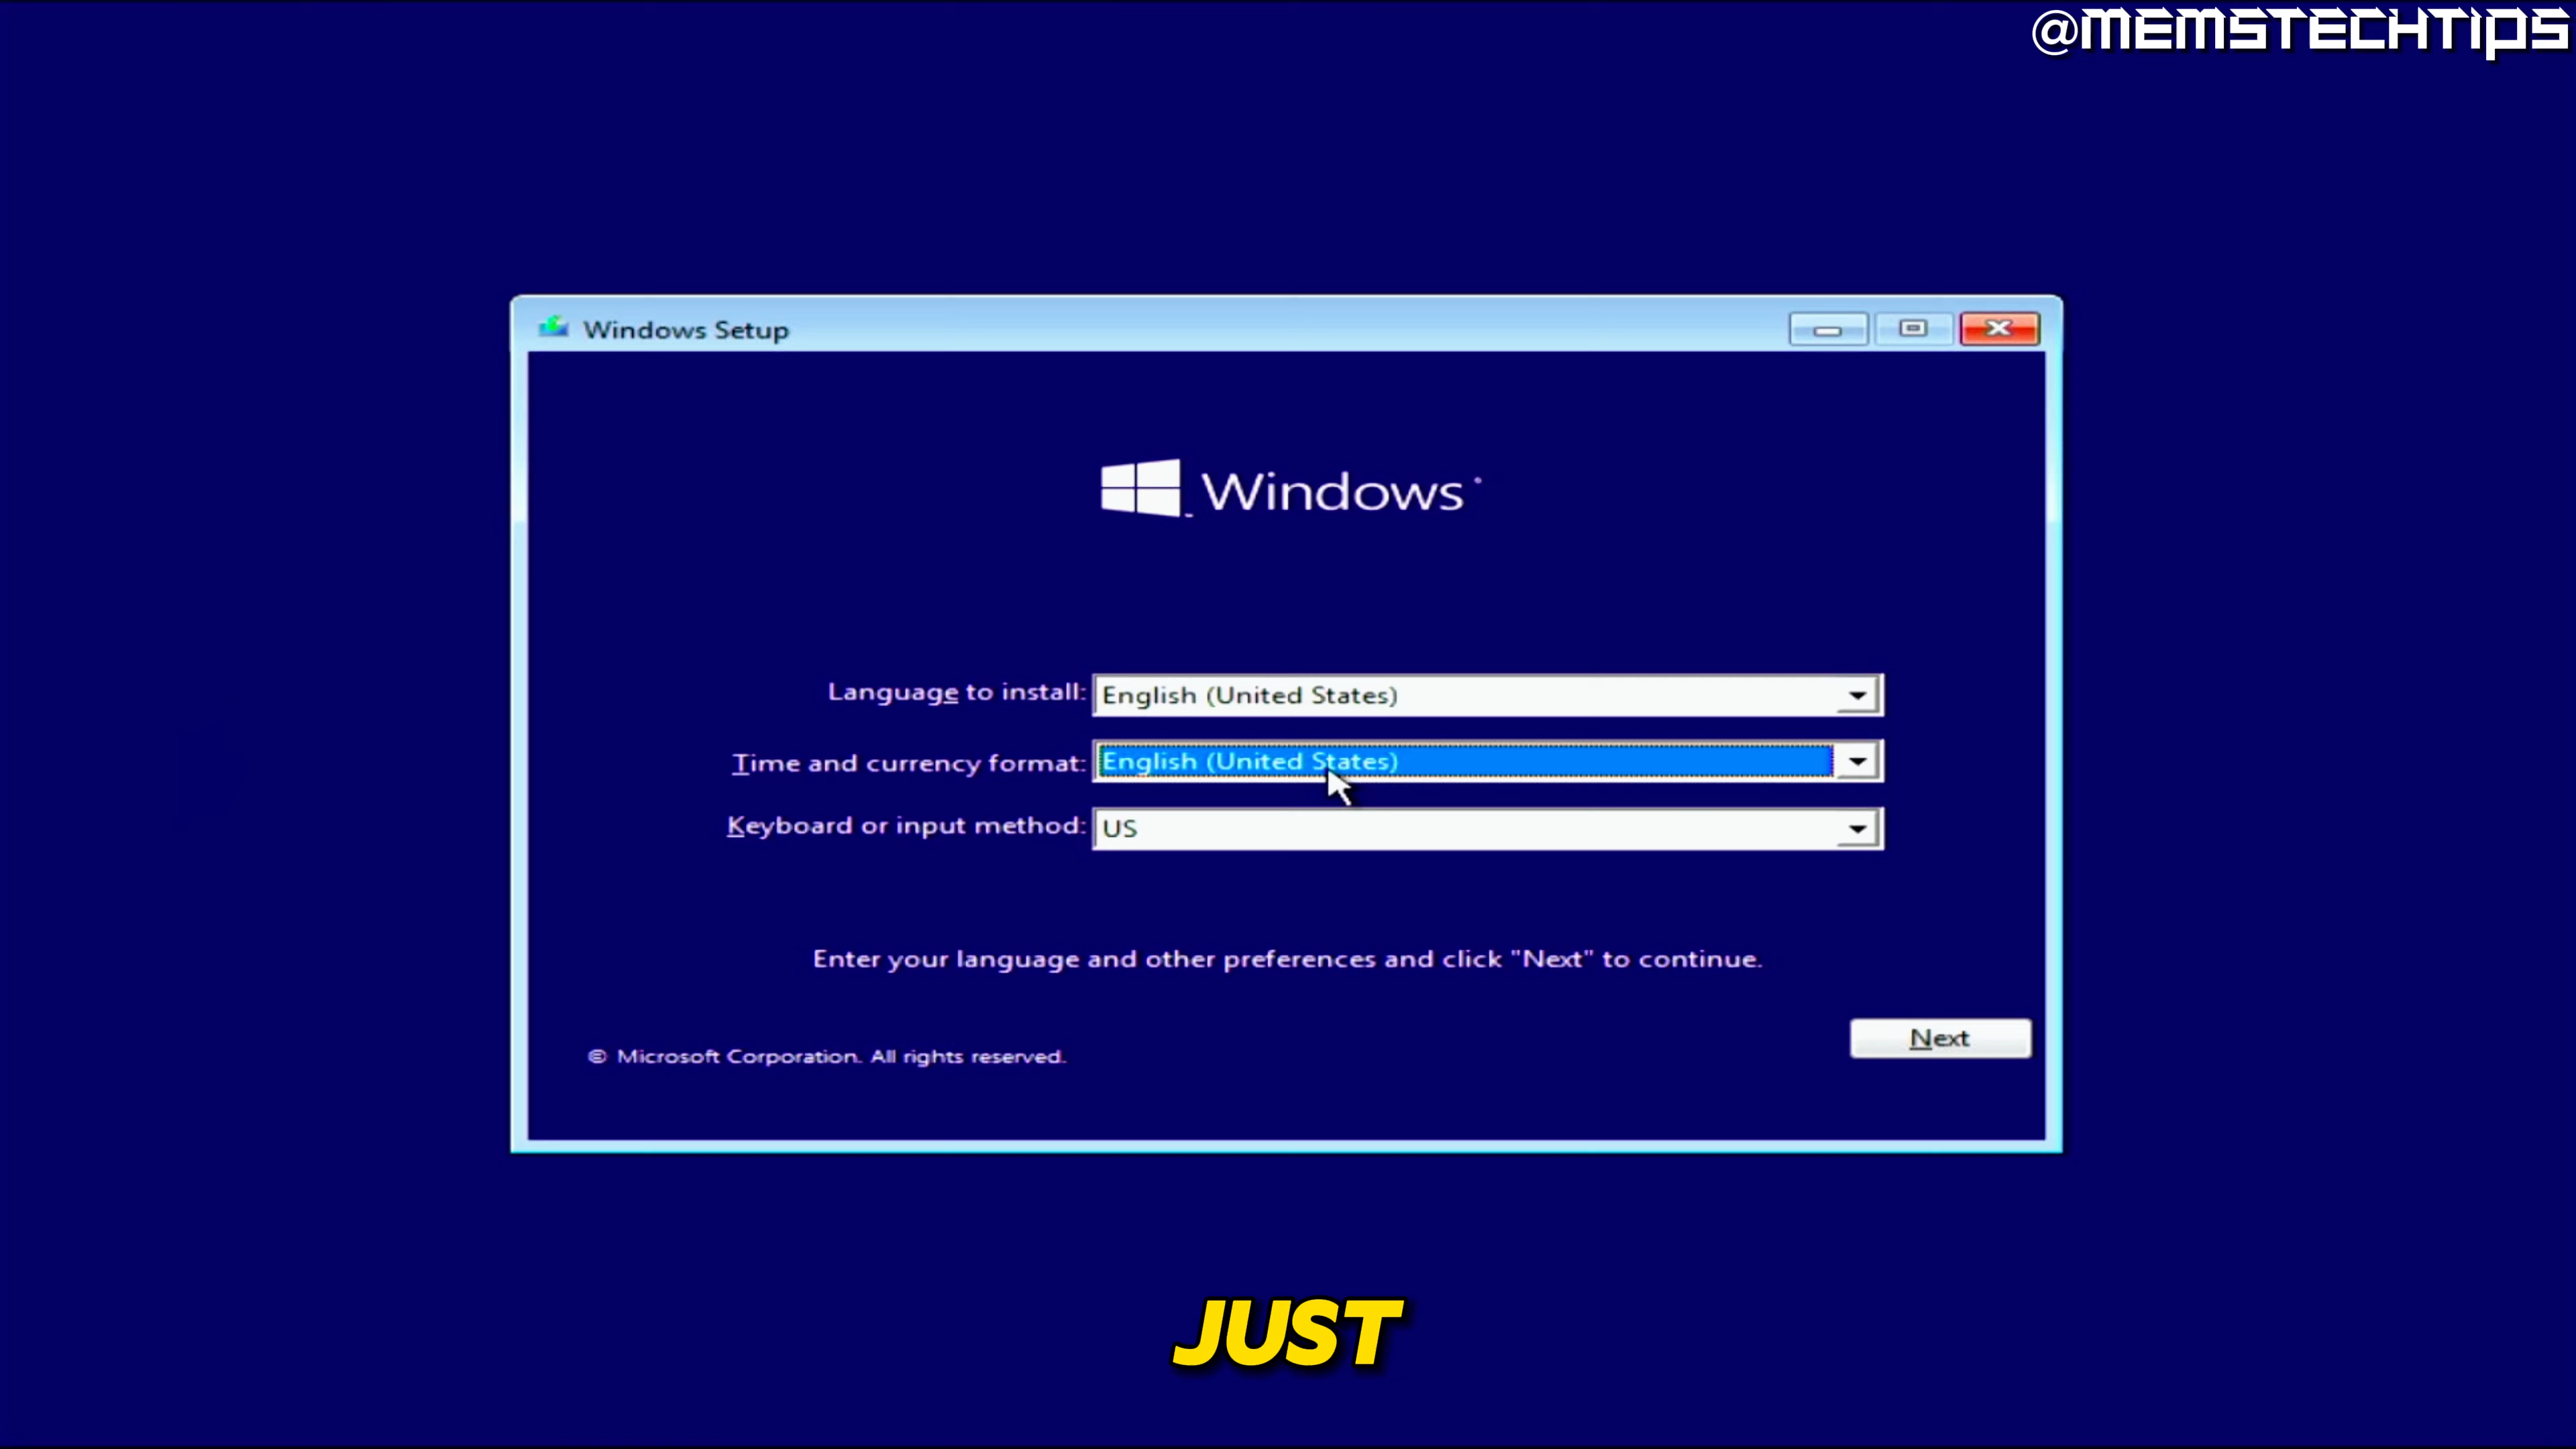 @MEMSTECHTIPS
Windows Setup
Windows
Language to install: English (United States)
Time and currency format: English (United States)
Keyboard or input method: US
Enter your language and other preferences and click "Next" to continue.
Next
© Microsoft Corporation. All rights reserved.
JUST